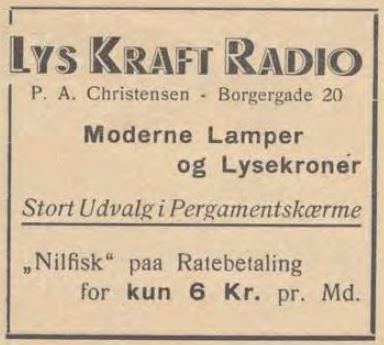 LYS KRAFT RADIO
P. A. Christensen - Borgergade 20
Moderne Lamper
og Lysekroner
Stort Udvalg i Pergamentskærme
„Nilfisk“ paa Ratebetaling
for kun 6 Kr. pr. Md.